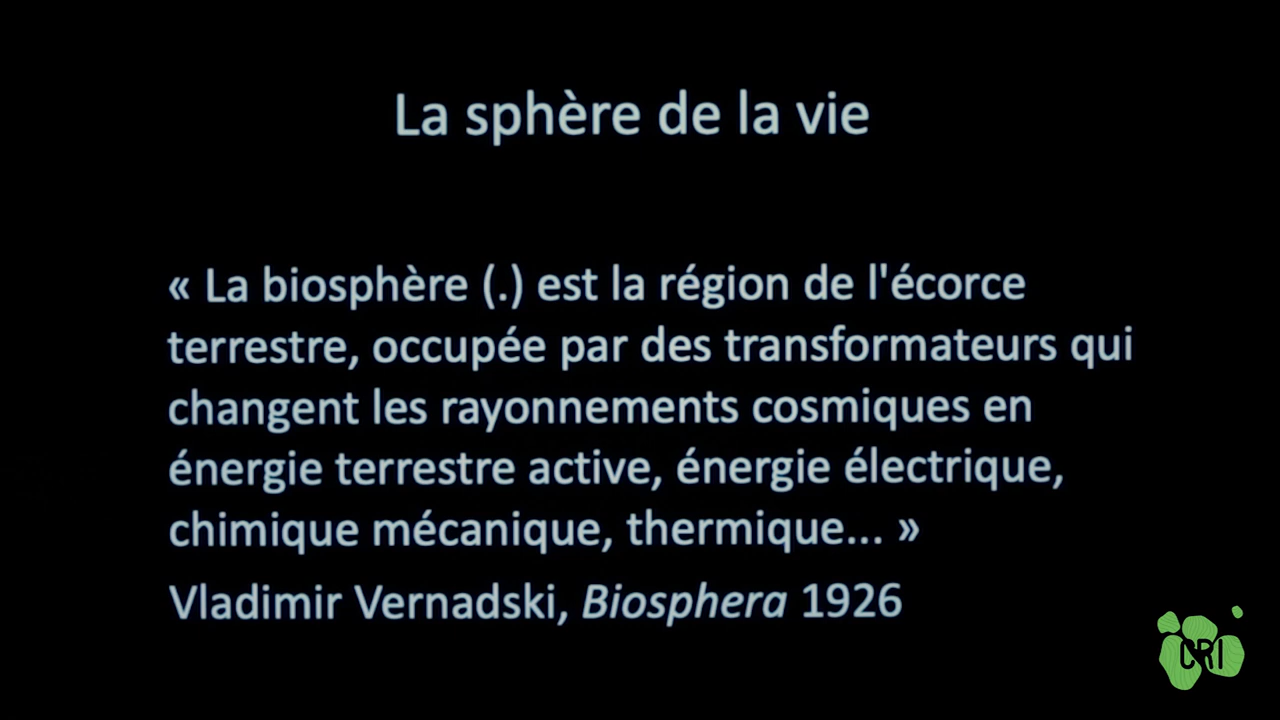 La sphère de la vie
« La biosphère (.) est la région de l'écorce
terrestre, occupée par des transformateurs qui
changent les rayonnements cosmiques en
énergie terrestre active, énergie électrique,
chimique mécanique, thermique... »
Vladimir Vernadski, Biosphera 1926
CRI